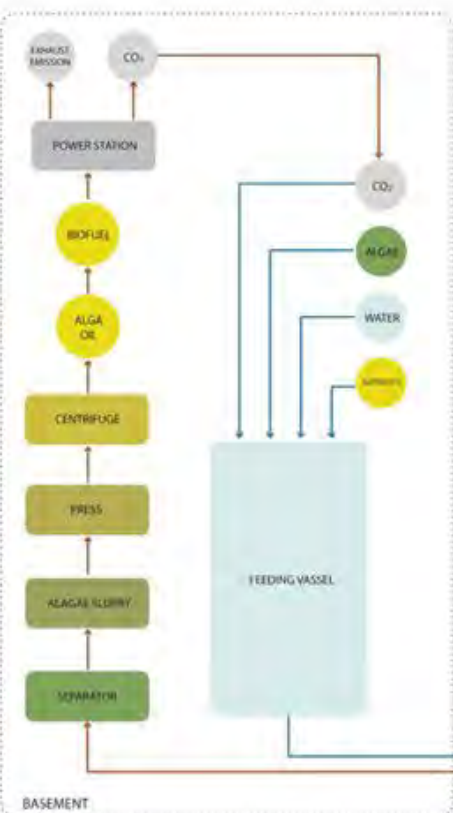 EXHAUST
EMISSION
CO₂
POWER STATION
CO₂
BIOFUEL
ALGAE
ALGA
OIL
WATER
NUTRIENTS
CENTRIFUGE
PRESS
FEEDING VASSEL
ALAGAE SLURRY
SEPARATOR
BASEMENT